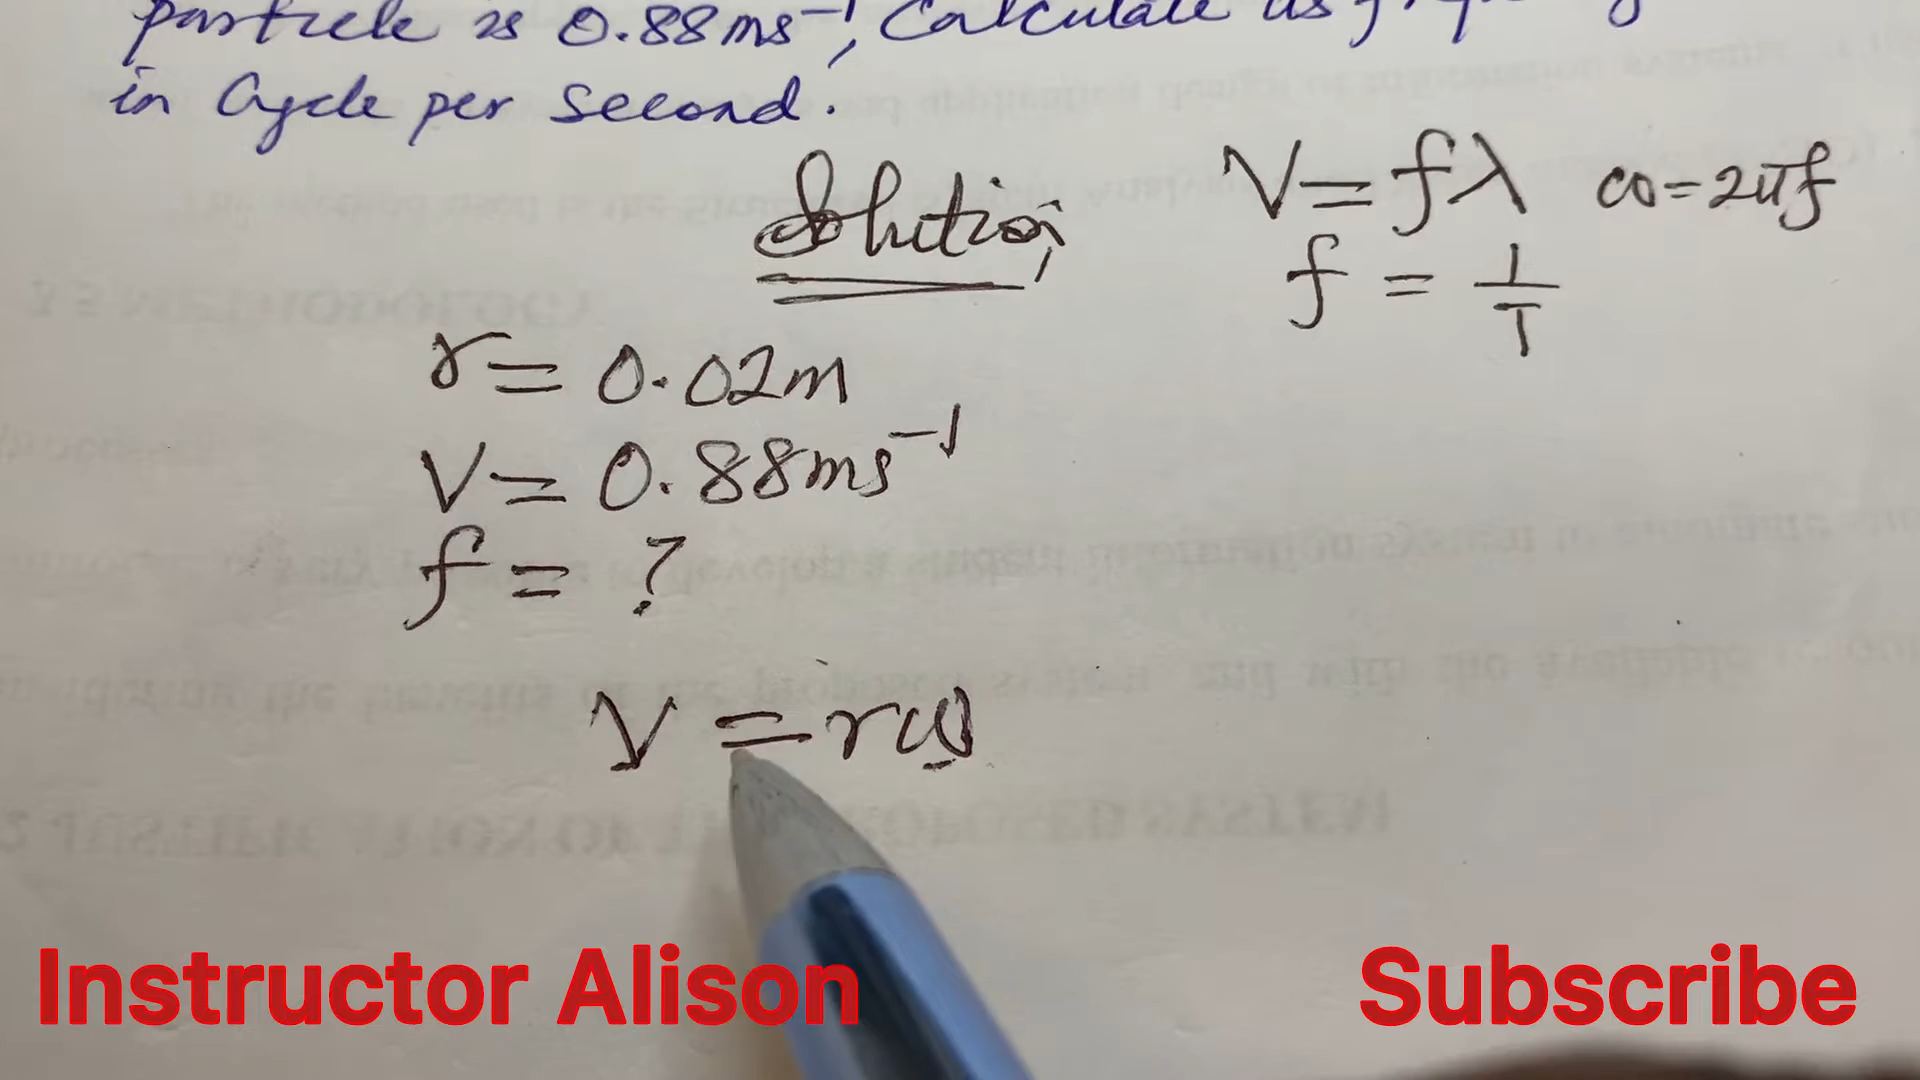 particle is 0.88ms⁻¹, Calculate its
in Cycle per Second.
Solution,
V = fλ ω = 2πf
f = 1/T
r = 0.02m
V = 0.88ms⁻¹
f = ?
V = rω
Instructor Alison
Subscribe